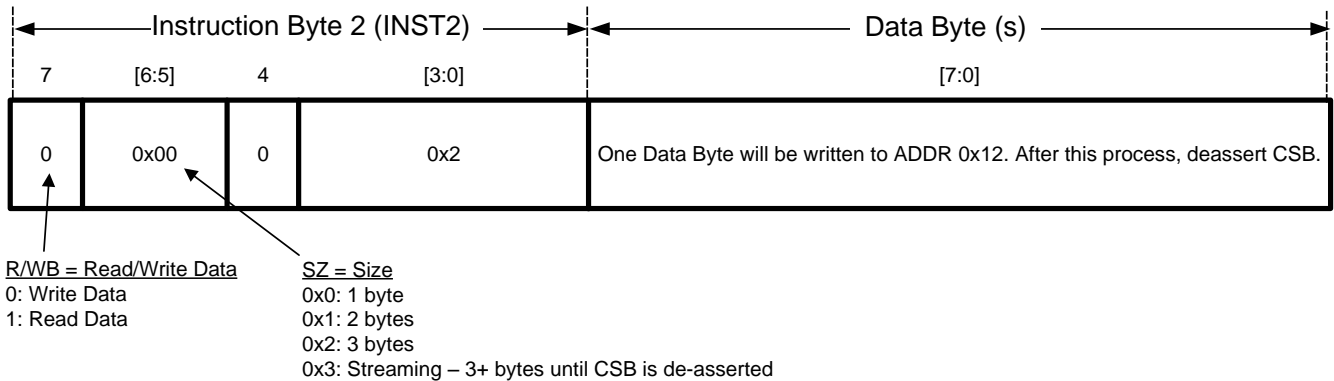 Instruction Byte 2 (INST2) Data Byte (s)
7 [6:5] 4 [3:0] [7:0]
0 0x00 0 0x2 One Data Byte will be written to ADDR 0x12. After this process, deassert CSB.
R/WB = Read/Write Data
0: Write Data
1: Read Data
SZ = Size
0x0: 1 byte
0x1: 2 bytes
0x2: 3 bytes
0x3: Streaming – 3+ bytes until CSB is de-asserted